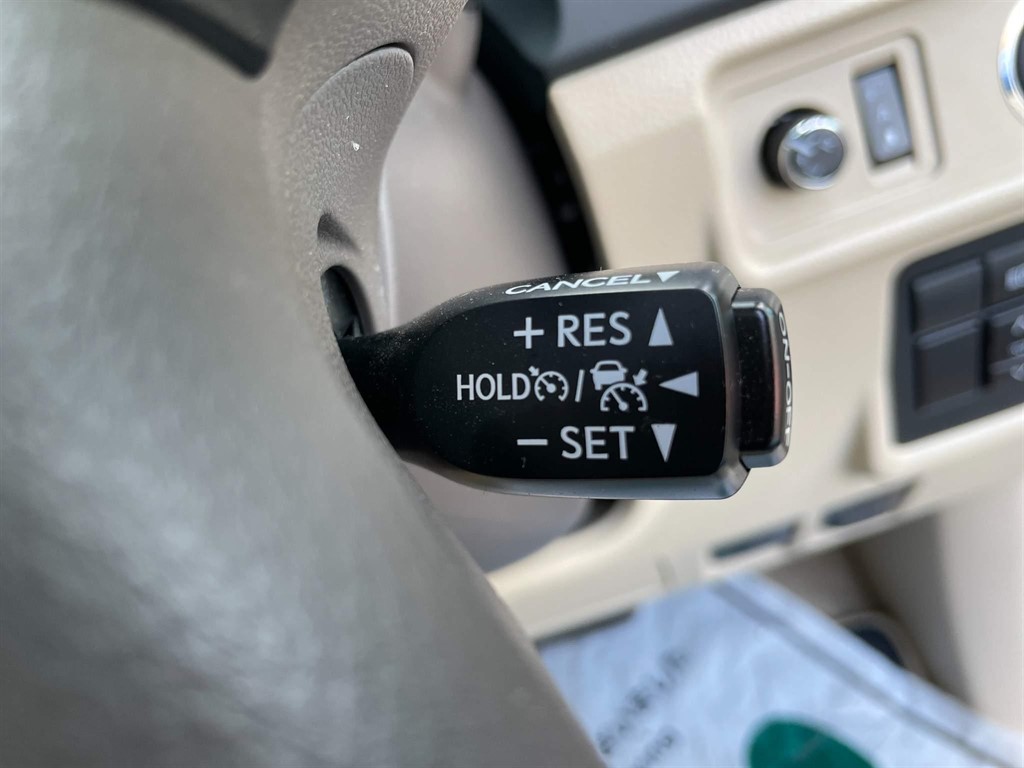 CANCEL▼
+ RES ▲
HOLD / ◀
− SET ▼
ON-OFF